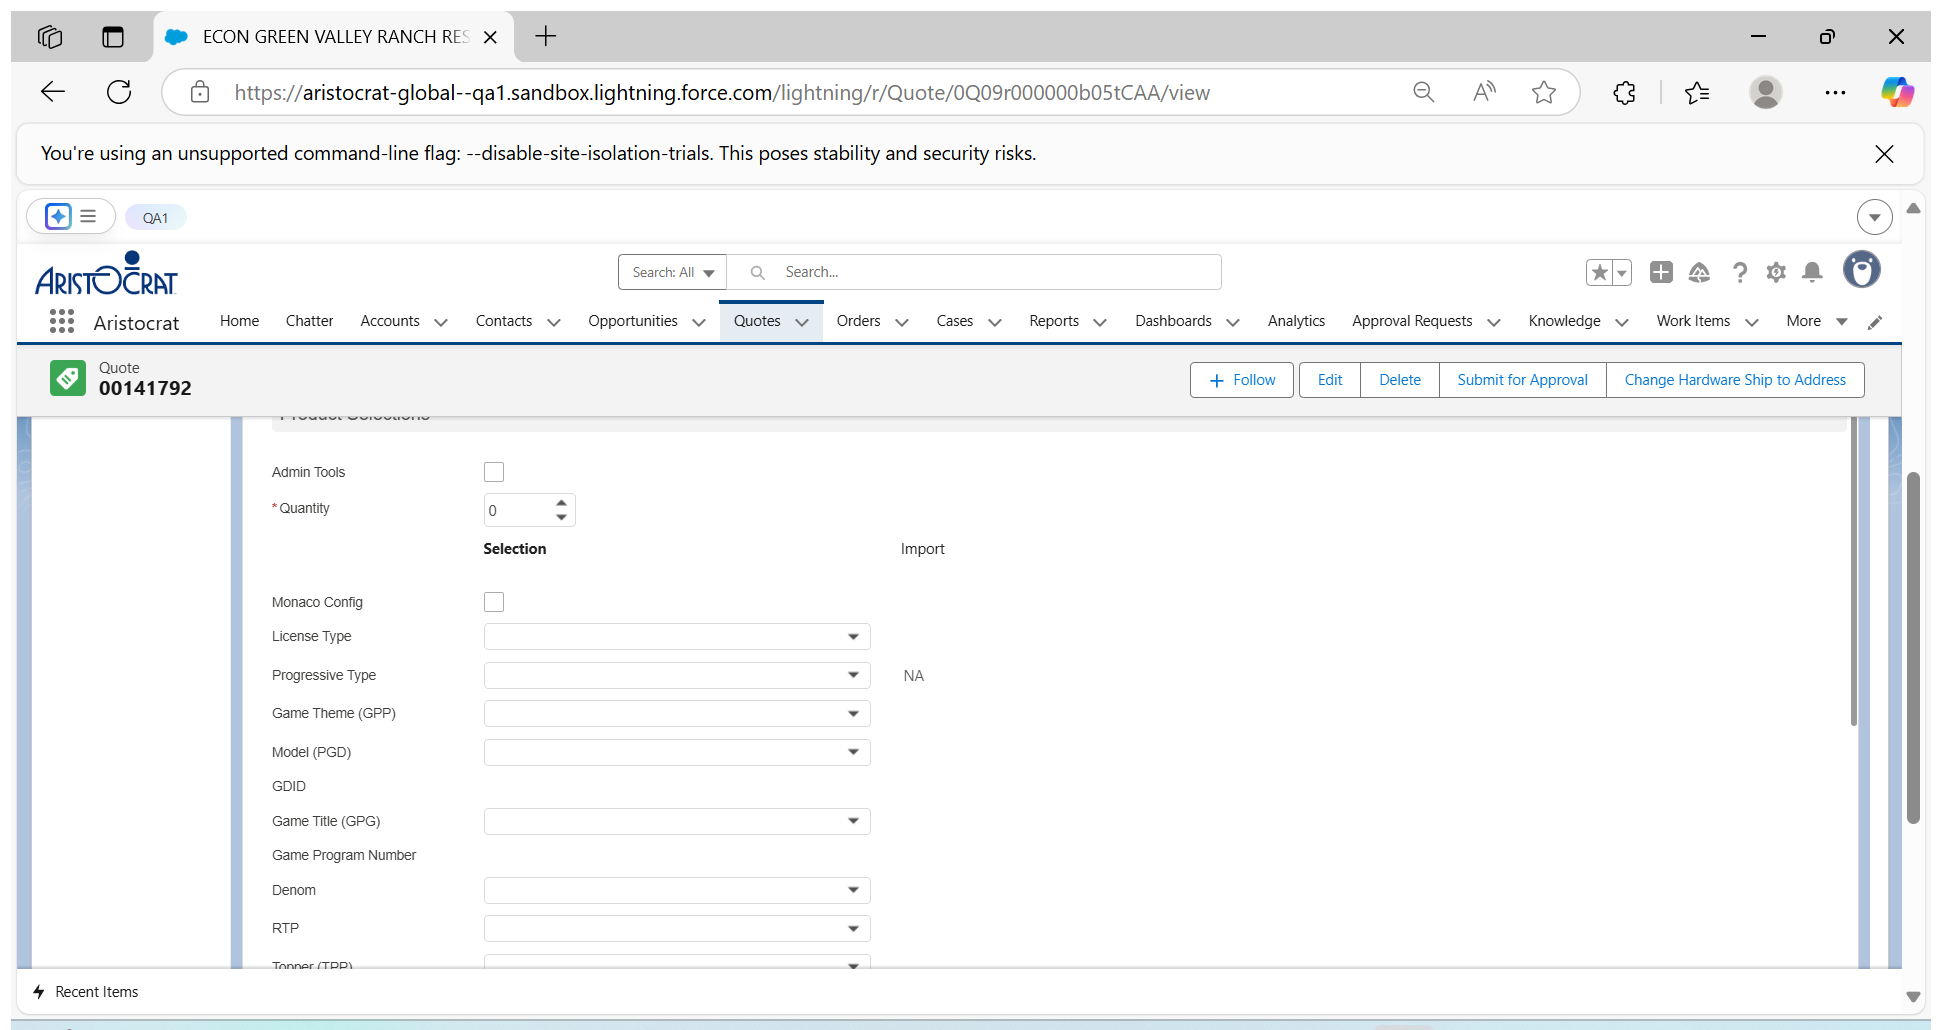 ECON GREEN VALLEY RANCH RES
https://aristocrat-global--qa1.sandbox.lightning.force.com/lightning/r/Quote/0Q09r000000b05tCAA/view
You're using an unsupported command-line flag: --disable-site-isolation-trials. This poses stability and security risks.
QA1
ARISTOCRAT
Search: All
Search...
Aristocrat
Home
Chatter
Accounts
Contacts
Opportunities
Quotes
Orders
Cases
Reports
Dashboards
Analytics
Approval Requests
Knowledge
Work Items
More
Quote
00141792
Follow
Edit
Delete
Submit for Approval
Change Hardware Ship to Address
Product Selections
Admin Tools
*Quantity
0
Selection
Import
Monaco Config
License Type
Progressive Type
NA
Game Theme (GPP)
Model (PGD)
GDID
Game Title (GPG)
Game Program Number
Denom
RTP
Topper (TPP)
Recent Items